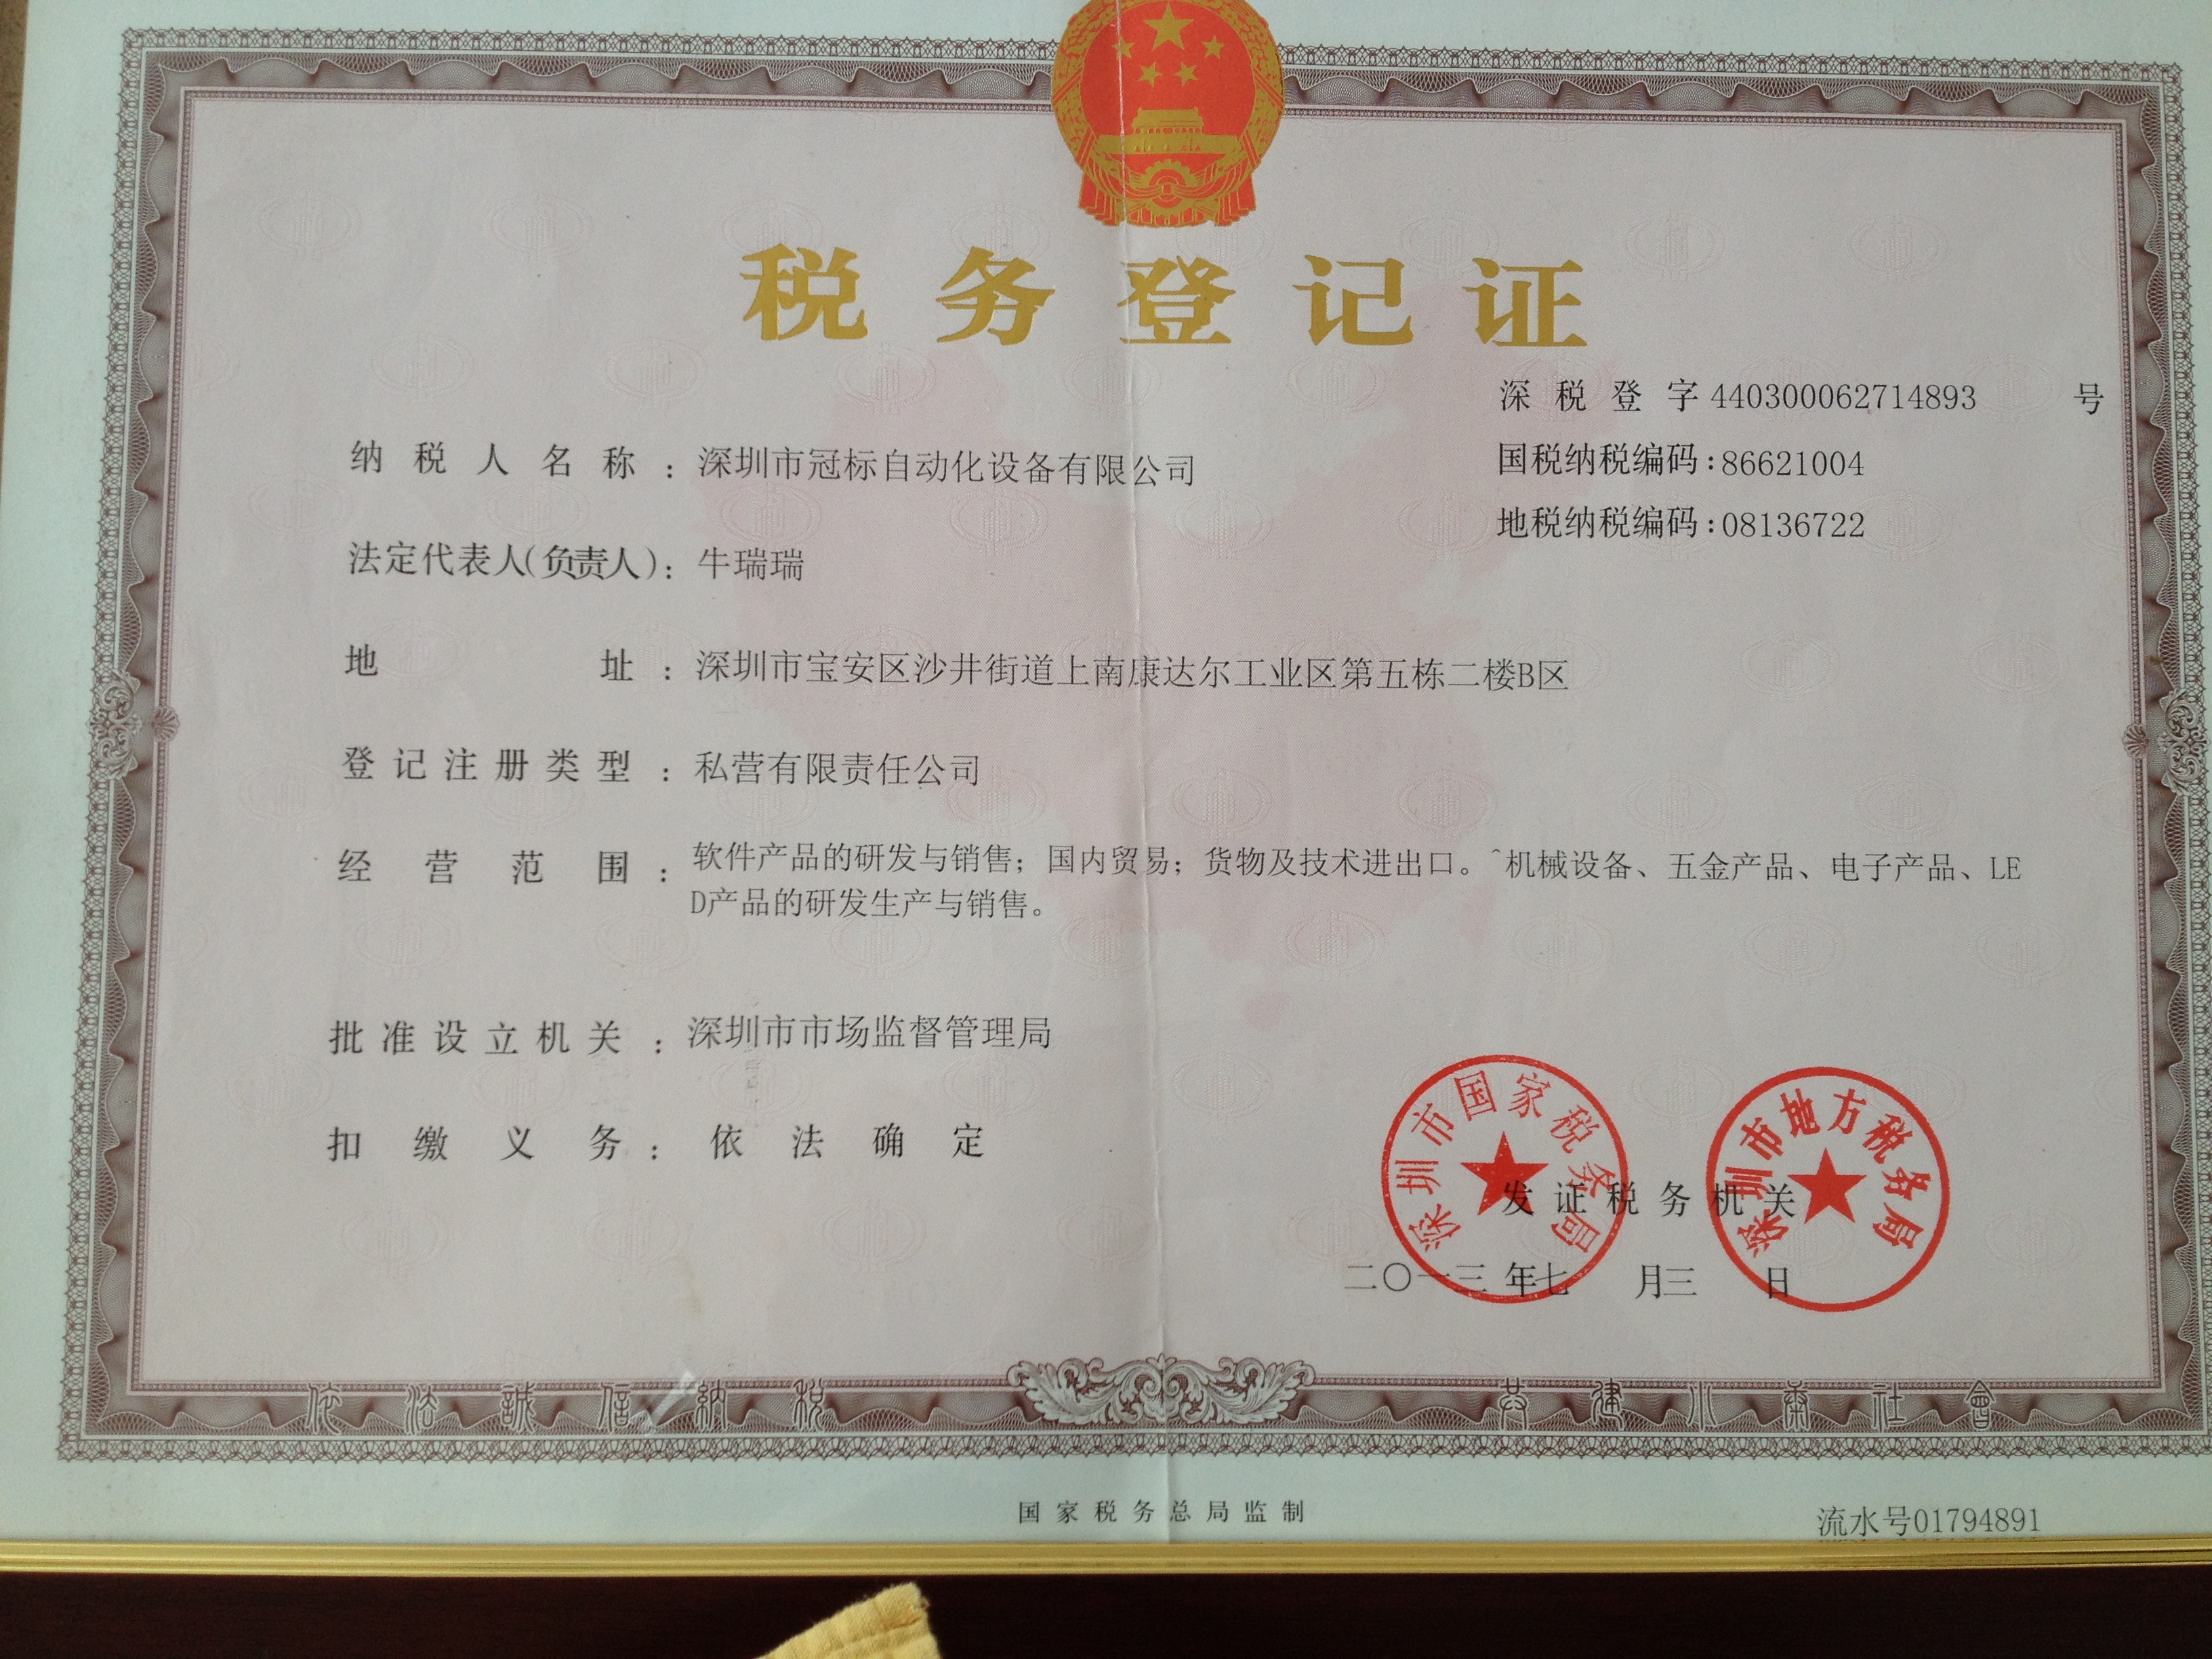 税务登记证
深税登字440300062714893 号
国税纳税编码:86621004
地税纳税编码:08136722
纳税人名称:深圳市冠标自动化设备有限公司
法定代表人(负责人):牛瑞瑞
地址:深圳市宝安区沙井街道上南康达尔工业区第五栋二楼B区
登记注册类型:私营有限责任公司
经营范围:软件产品的研发与销售;国内贸易;货物及技术进出口。^机械设备、五金产品、电子产品、LE
D产品的研发生产与销售。
批准设立机关:深圳市市场监督管理局
扣缴义务:依法确定
深圳市国家税务局
深圳市地方税务局
发证税务机关
二〇一三年七月三日
依法誠信納税
共建小康社會
国家税务总局监制
流水号01794891